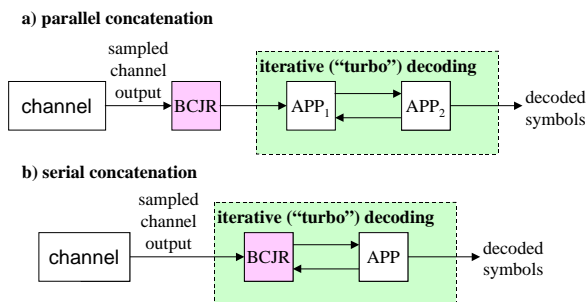 a) parallel concatenation
sampled
channel
output
iterative (“turbo”) decoding
channel
BCJR
APP₁
APP₂
decoded
symbols
b) serial concatenation
sampled
channel
output
iterative (“turbo”) decoding
channel
BCJR
APP
decoded
symbols